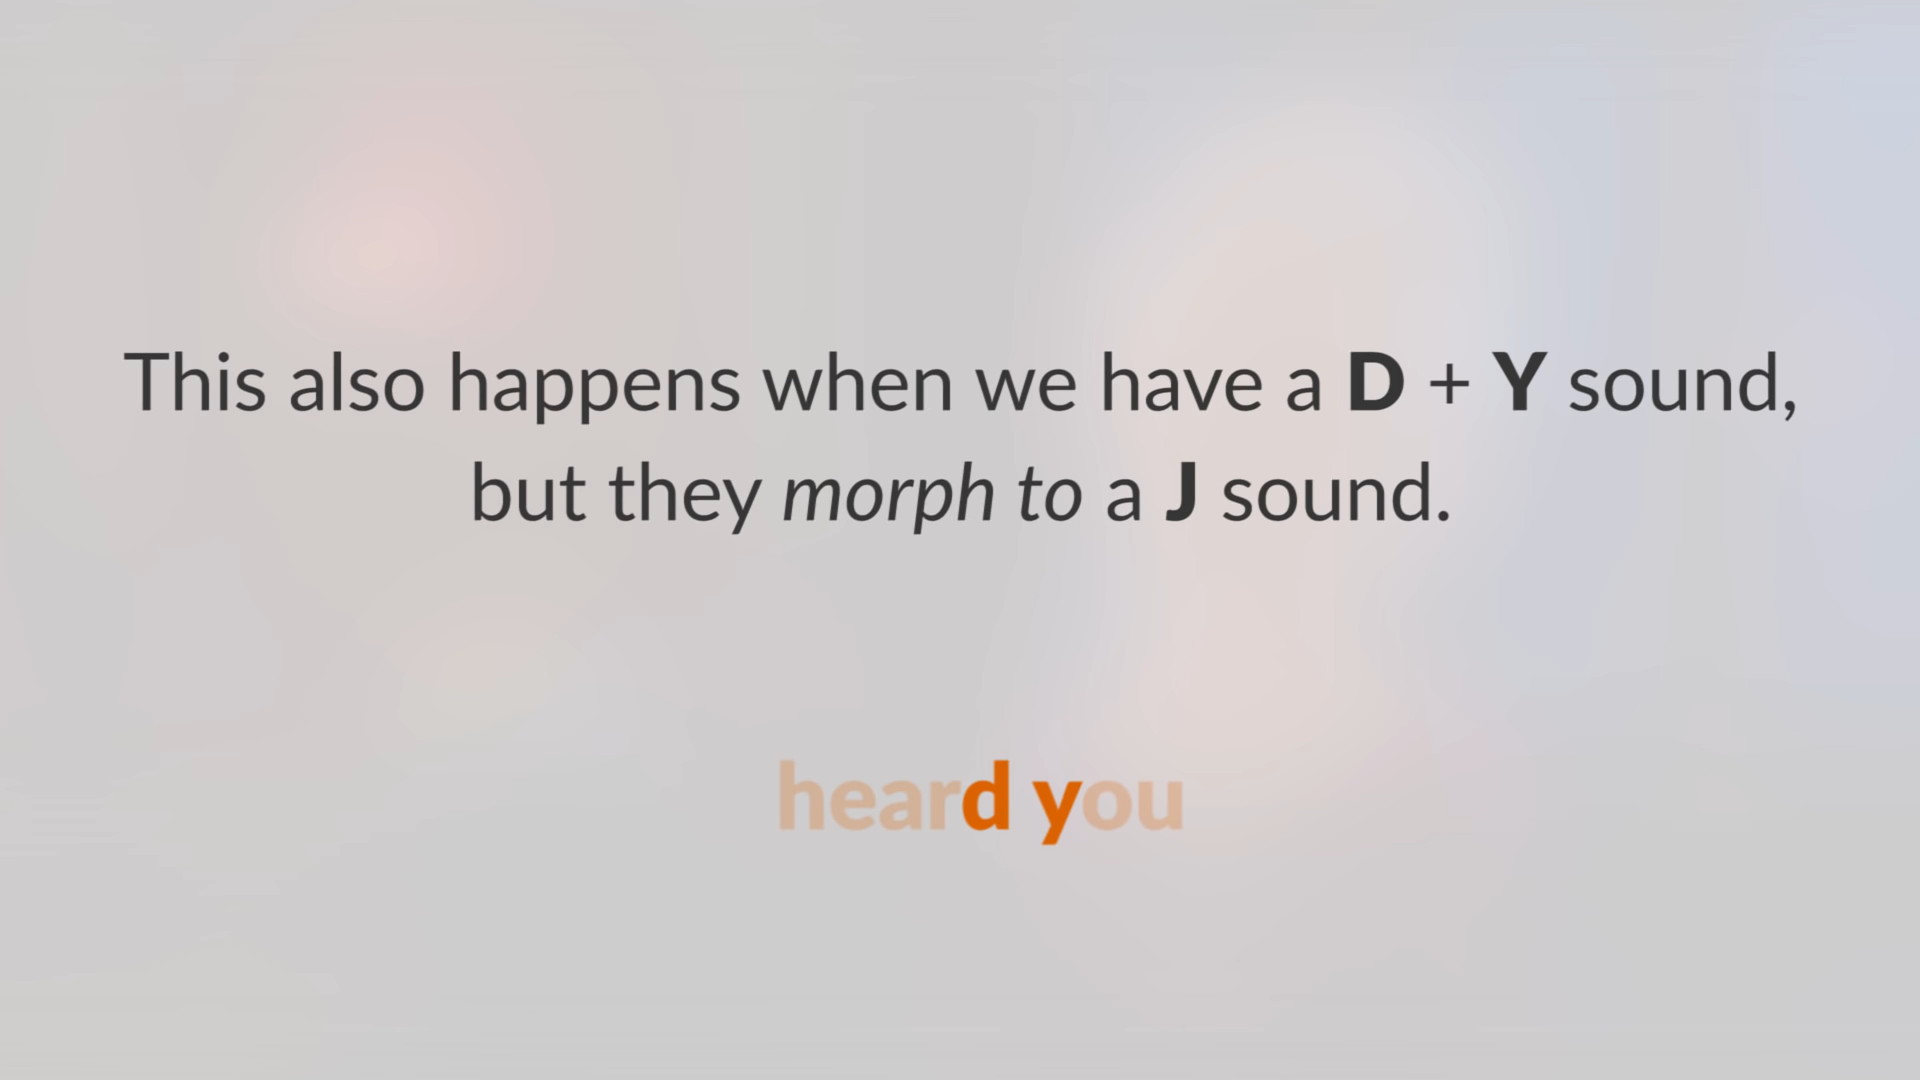 This also happens when we have a D + Y sound,
but they morph to a J sound.
heard you